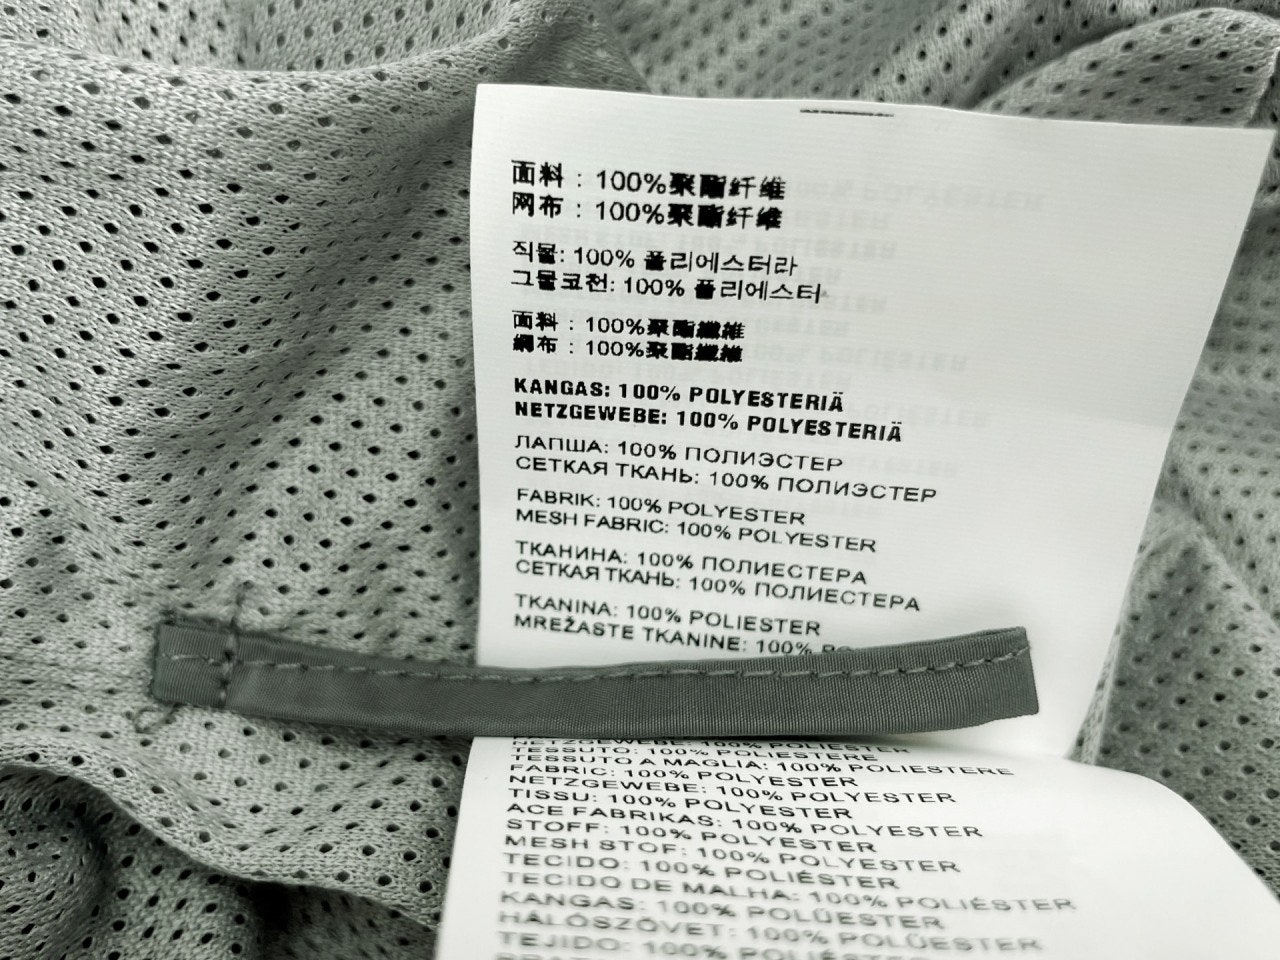 面料：100%聚酯纤维
网布：100%聚酯纤维
직물: 100% 폴리에스터라
그물코천: 100% 폴리에스터
面料：100%聚酯纖維
網布：100%聚酯纖維
KANGAS: 100% POLYESTERIÄ
NETZGEWEBE: 100% POLYESTERIÄ
ЛАПША: 100% ПОЛИЭСТЕР
СЕТКАЯ ТКАНЬ: 100% ПОЛИЭСТЕР
FABRIK: 100% POLYESTER
MESH FABRIC: 100% POLYESTER
ТКАНИНА: 100% ПОЛИЕСТЕРА
СЕТКАЯ ТКАНЬ: 100% ПОЛИЕСТЕРА
TKANINA: 100% POLIESTER
MREŽASTE TKANINE: 100%
NETZGEWEBE: 100% POLIESTER
TESSUTO: 100% POLIESTERE
TESSUTO A MAGLIA: 100% POLIESTERE
FABRIC: 100% POLYESTER
NETZGEWEBE: 100% POLYESTER
TISSU: 100% POLYESTER
ACE FABRIKAS: 100% POLYESTER
STOFF: 100% POLYESTER
MESH STOF: 100% POLYESTER
TECIDO: 100% POLIÉSTER
TECIDO DE MALHA: 100% POLIÉSTER
KANGAS: 100% POLÜESTER
HÁLÓSZÖVET: 100% POLÜESTER
TEJIDO: 100% POLIÉSTER